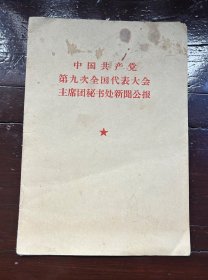 中国共产党
第九次全国代表大会
主席团秘书处新聞公报